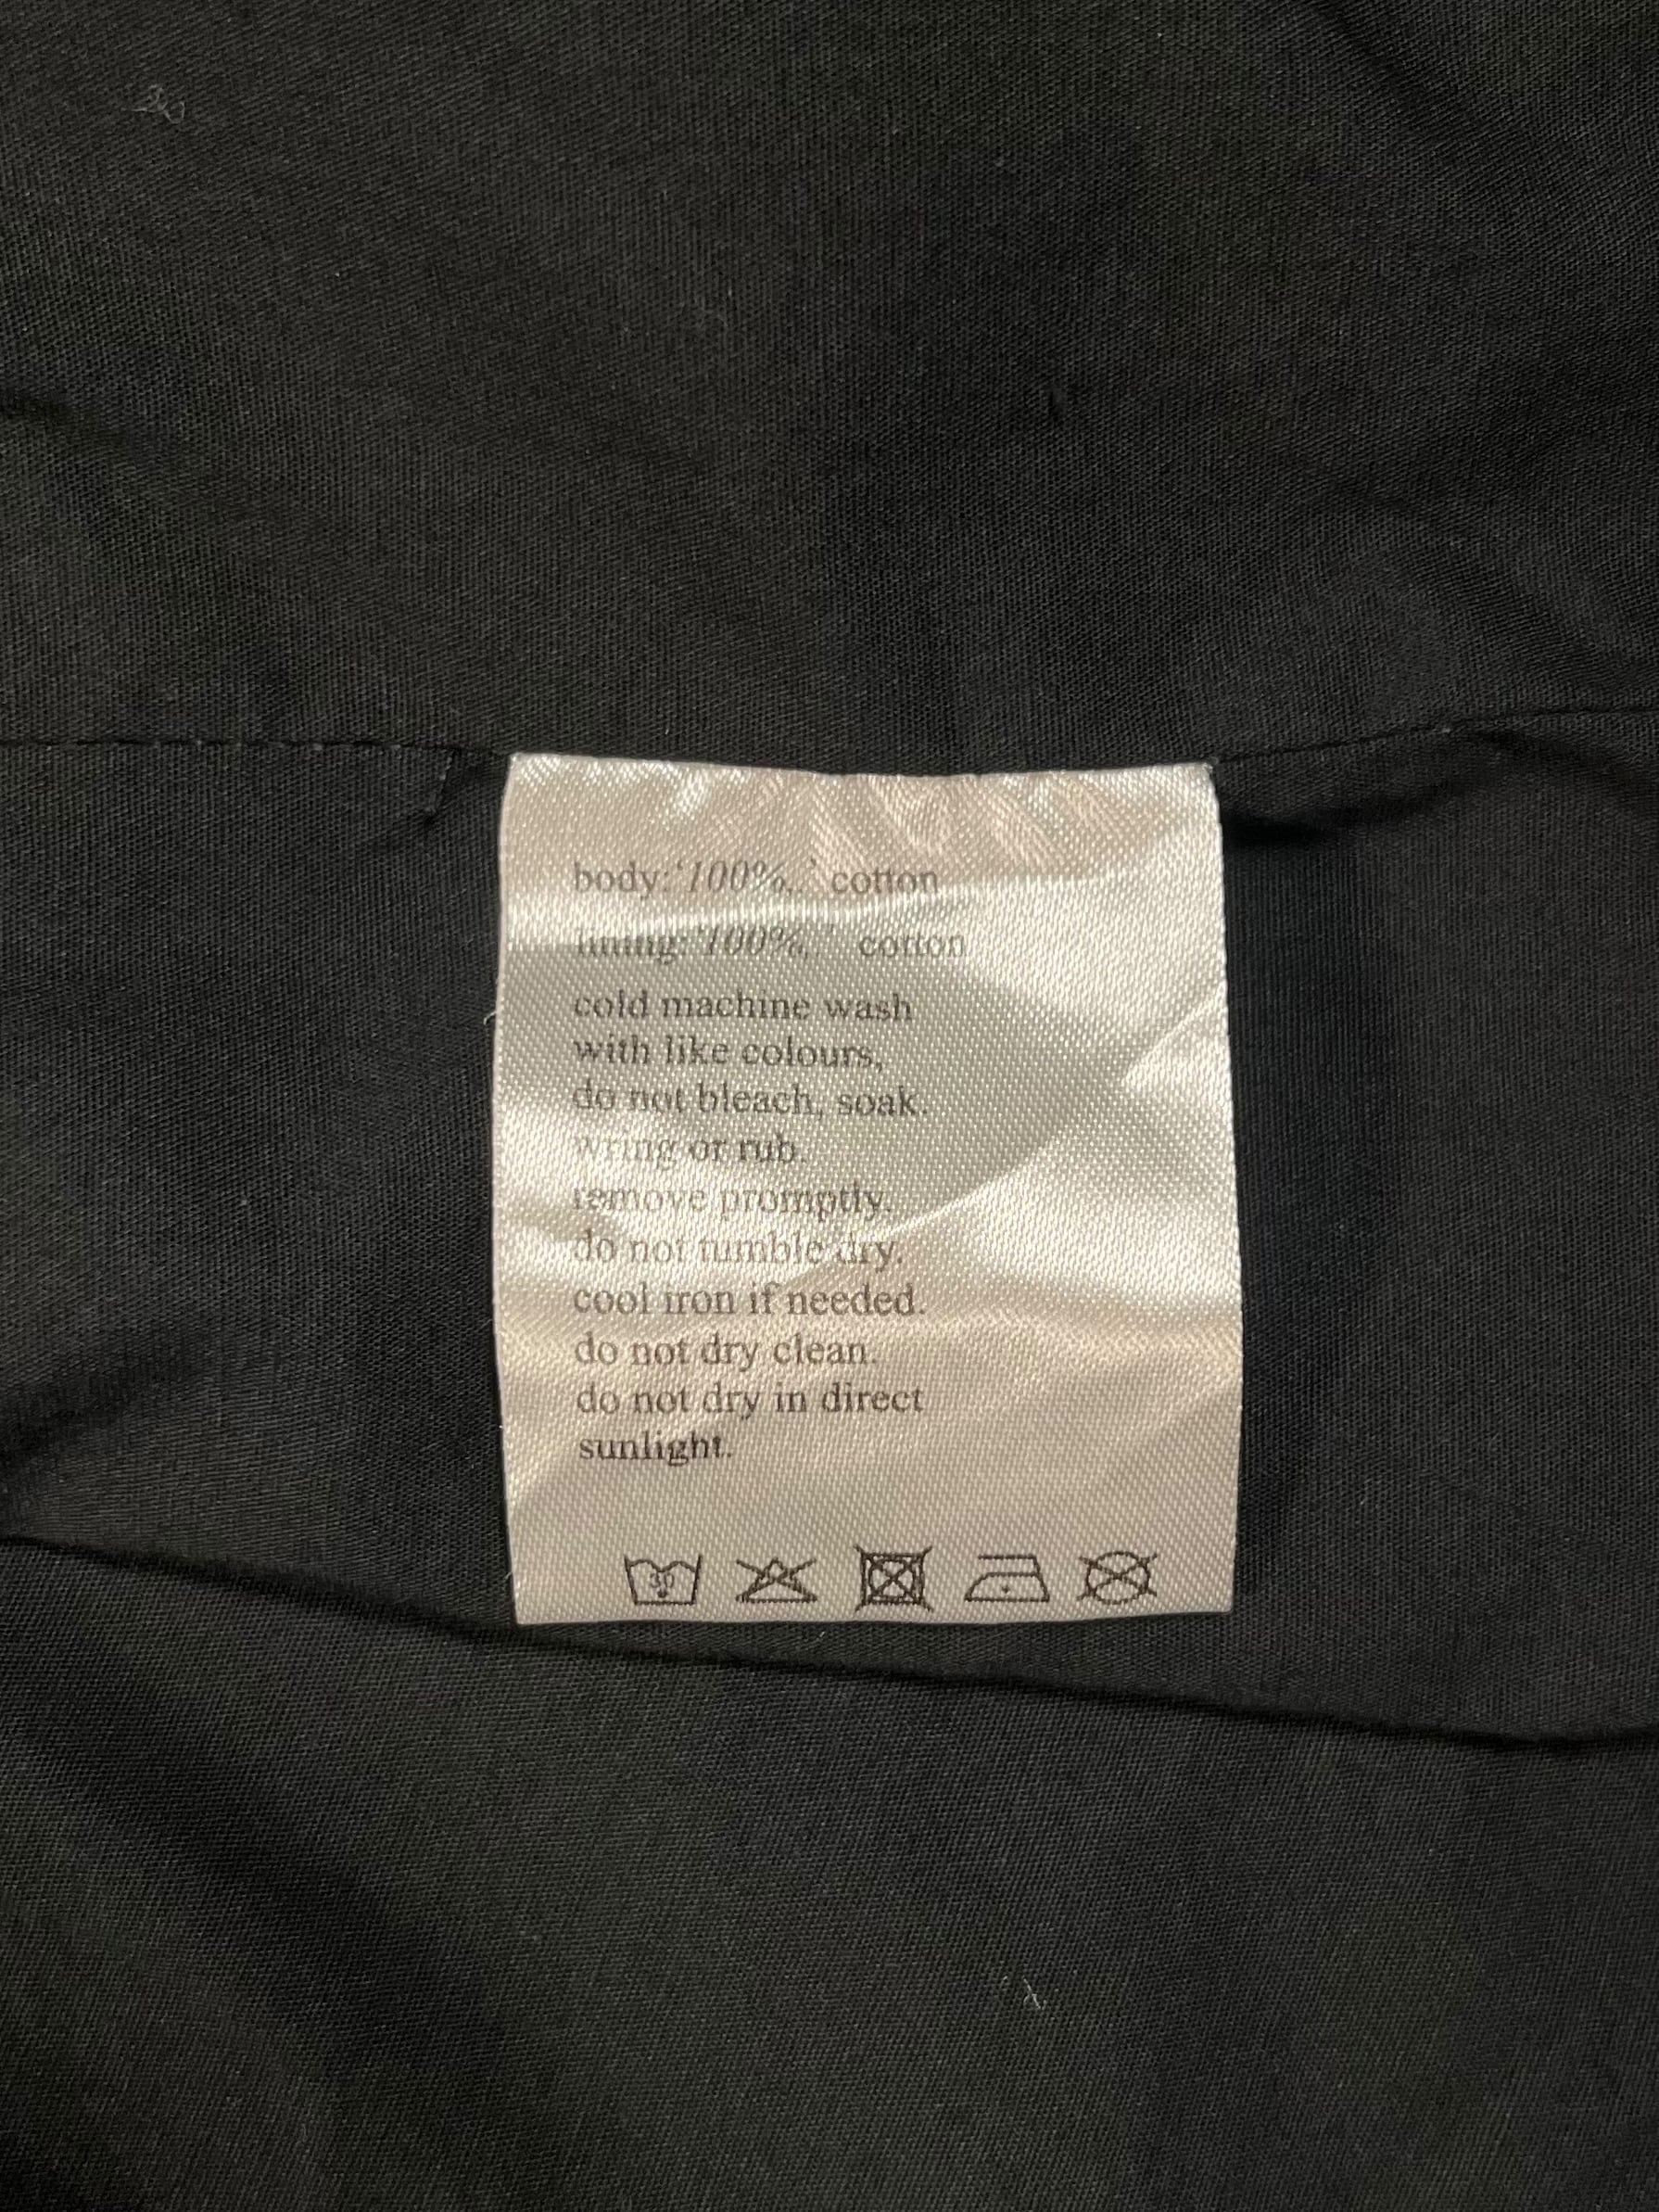 body:'100%..' cotton
lining:'100%..' cotton
cold machine wash
with like colours,
do not bleach, soak.
wring or rub.
remove promptly.
do not tumble dry.
cool iron if needed.
do not dry clean.
do not dry in direct
sunlight.
30